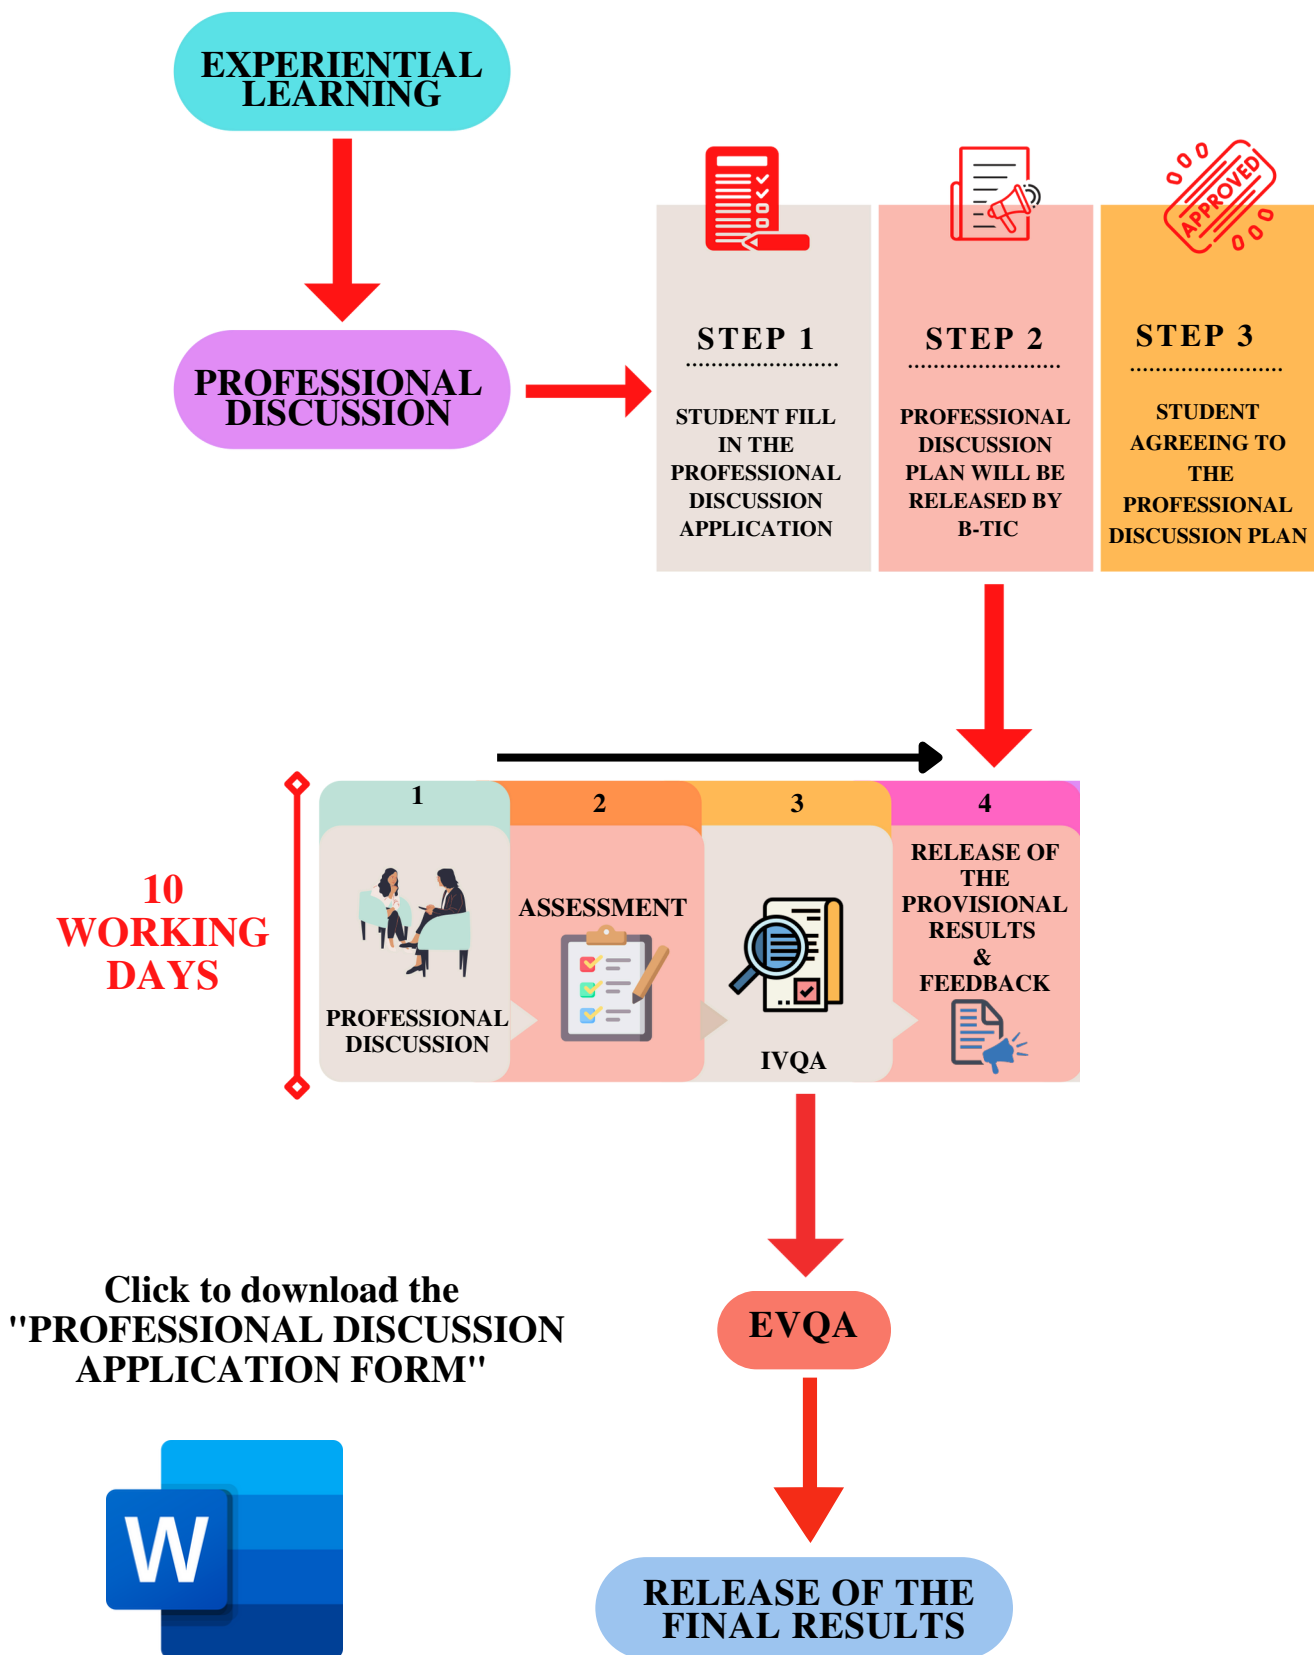 EXPERIENTIAL
LEARNING
PROFESSIONAL
DISCUSSION
STEP 1
STUDENT FILL
IN THE
PROFESSIONAL
DISCUSSION
APPLICATION
STEP 2
PROFESSIONAL
DISCUSSION
PLAN WILL BE
RELEASED BY
B-TIC
APPROVED
STEP 3
STUDENT
AGREEING TO
THE
PROFESSIONAL
DISCUSSION PLAN
10
WORKING
DAYS
1
PROFESSIONAL
DISCUSSION
2
ASSESSMENT
3
IVQA
4
RELEASE OF
THE
PROVISIONAL
RESULTS
&
FEEDBACK
EVQA
RELEASE OF THE
FINAL RESULTS
Click to download the
"PROFESSIONAL DISCUSSION
APPLICATION FORM"
W